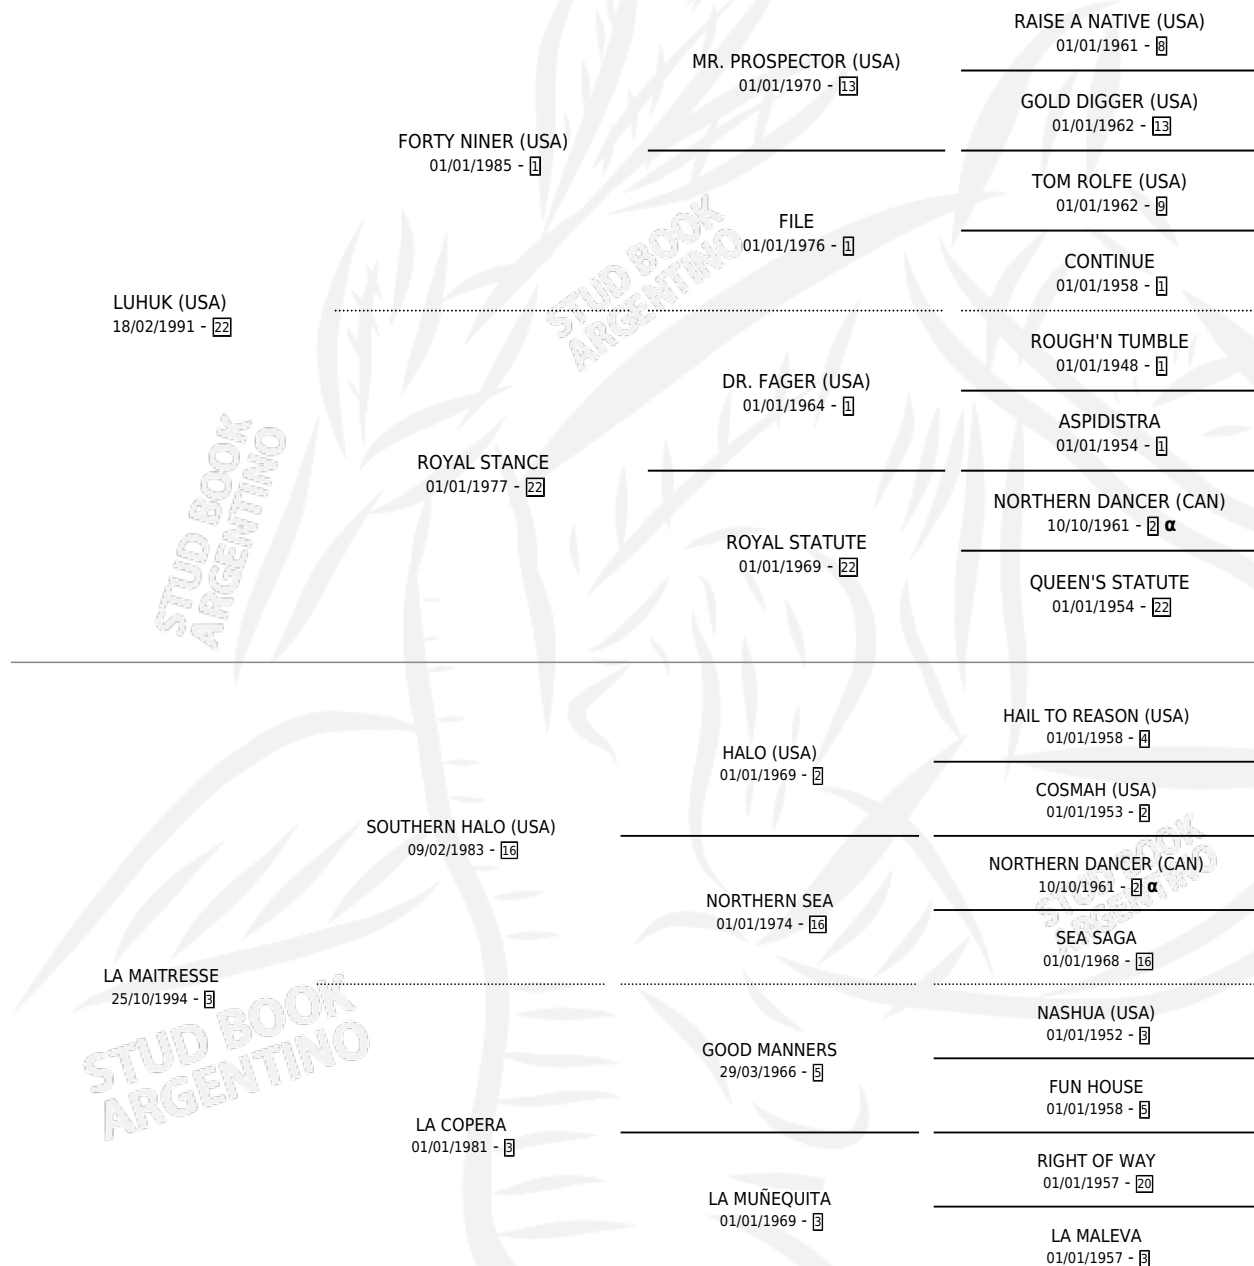 RAISE A NATIVE (USA)
01/01/1961 - 8
MR. PROSPECTOR (USA)
01/01/1970 - 13
GOLD DIGGER (USA)
01/01/1962 - 13
FORTY NINER (USA)
01/01/1985 - 1
TOM ROLFE (USA)
01/01/1962 - 9
FILE
01/01/1976 - 1
CONTINUE
01/01/1958 - 1
LUHUK (USA)
18/02/1991 - 22
ROUGH'N TUMBLE
01/01/1948 - 1
DR. FAGER (USA)
01/01/1964 - 1
ASPIDISTRA
01/01/1954 - 1
ROYAL STANCE
01/01/1977 - 22
NORTHERN DANCER (CAN)
10/10/1961 - 2 α
ROYAL STATUTE
01/01/1969 - 22
QUEEN'S STATUTE
01/01/1954 - 22
HAIL TO REASON (USA)
01/01/1958 - 4
HALO (USA)
01/01/1969 - 2
COSMAH (USA)
01/01/1953 - 2
SOUTHERN HALO (USA)
09/02/1983 - 16
NORTHERN DANCER (CAN)
10/10/1961 - 2 α
NORTHERN SEA
01/01/1974 - 16
SEA SAGA
01/01/1968 - 16
LA MAITRESSE
25/10/1994 - 3
NASHUA (USA)
01/01/1952 - 3
GOOD MANNERS
29/03/1966 - 5
FUN HOUSE
01/01/1958 - 5
LA COPERA
01/01/1981 - 3
RIGHT OF WAY
01/01/1957 - 20
LA MUÑEQUITA
01/01/1969 - 3
LA MALEVA
01/01/1957 - 3
STUD BOOK
ARGENTINO
STUD BOOK
ARGENTINO
STUD BOOK
ARGENTINO
STUD BOOK
ARGENTINO